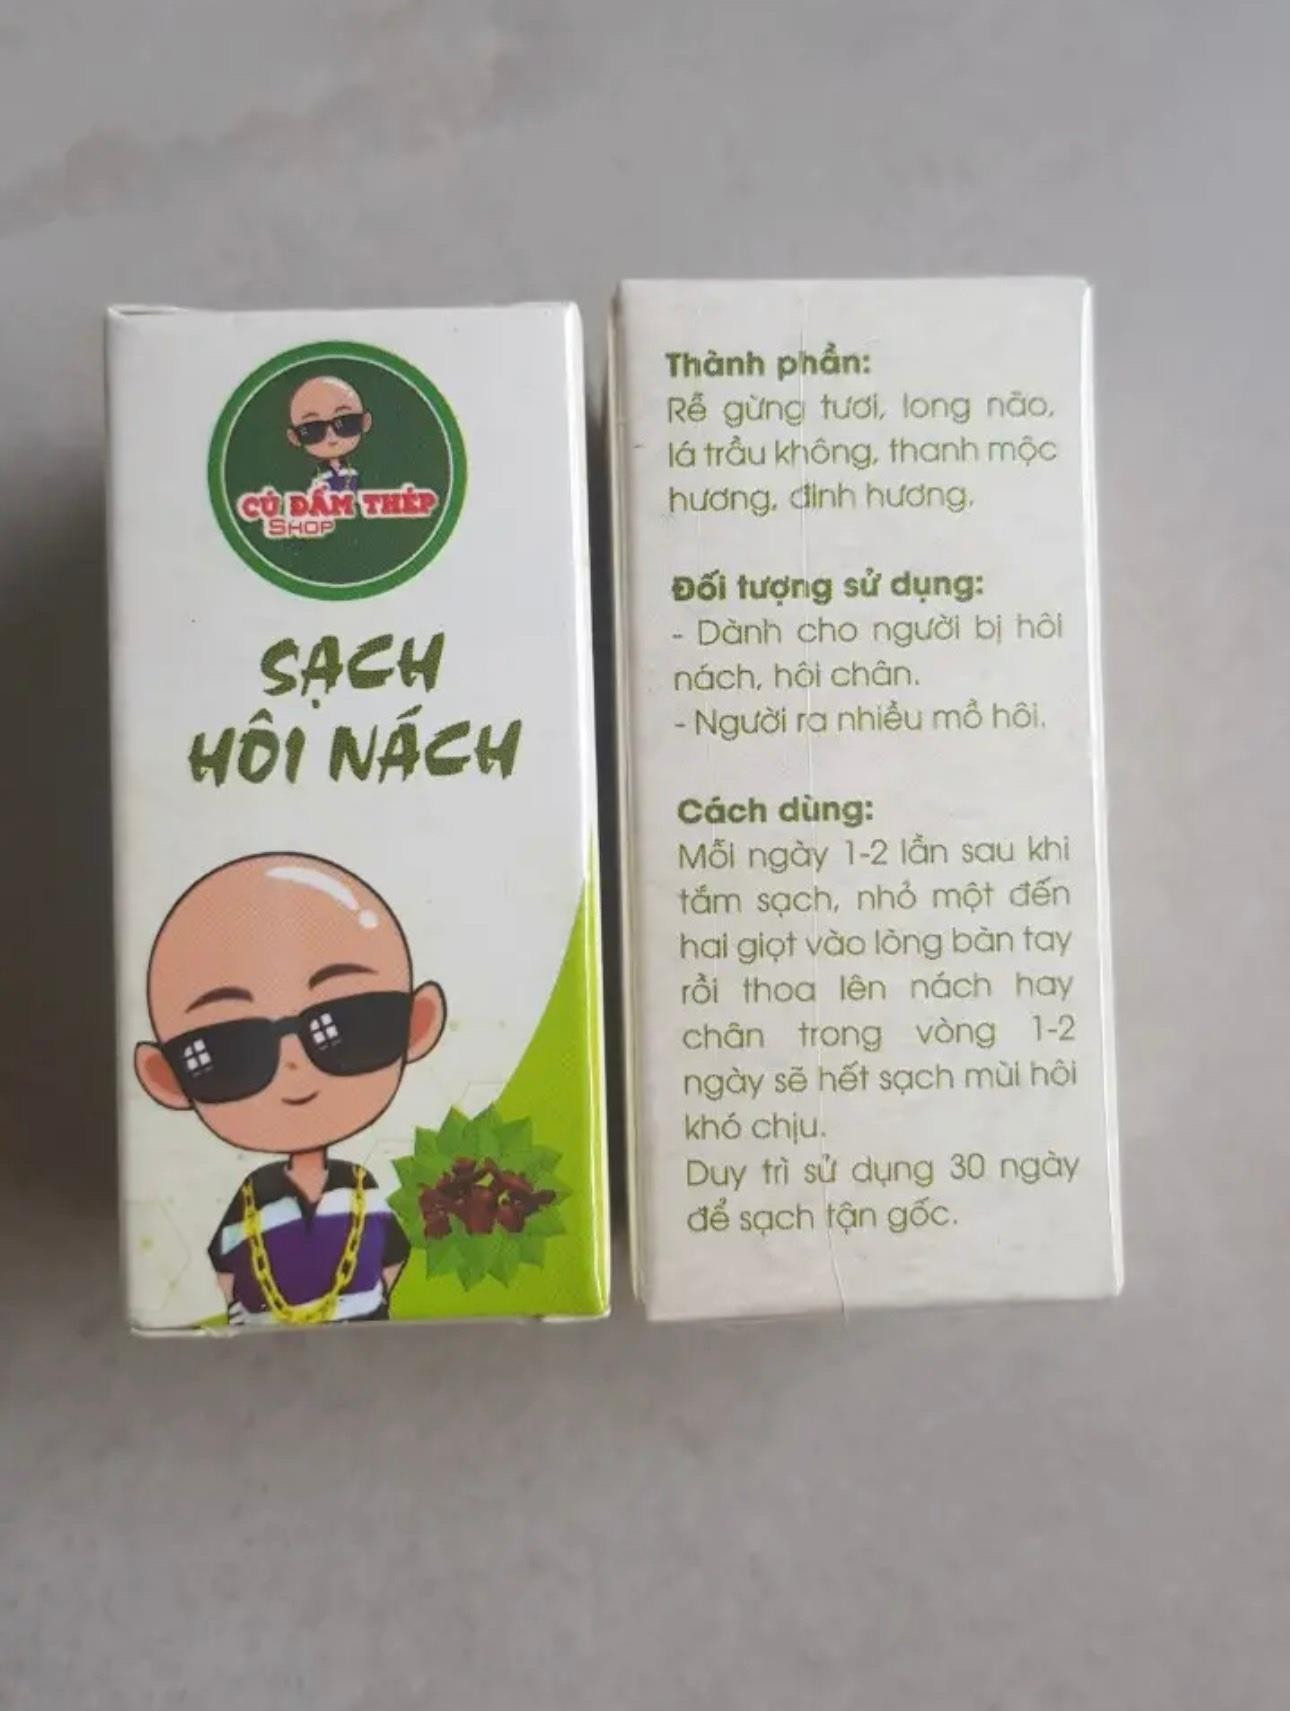 CÚ ĐẤM THÉP
SHOP
SẠCH
HÔI NÁCH
Thành phần:
Rễ gừng tươi, long não,
lá trầu không, thanh mộc
hương, đinh hương.
Đối tượng sử dụng:
- Dành cho người bị hôi
nách, hôi chân.
- Người ra nhiều mồ hôi.
Cách dùng:
Mỗi ngày 1-2 lần sau khi
tắm sạch, nhỏ một đến
hai giọt vào lòng bàn tay
rồi thoa lên nách hay
chân trong vòng 1-2
ngày sẽ hết sạch mùi hôi
khó chịu.
Duy trì sử dụng 30 ngày
để sạch tận gốc.